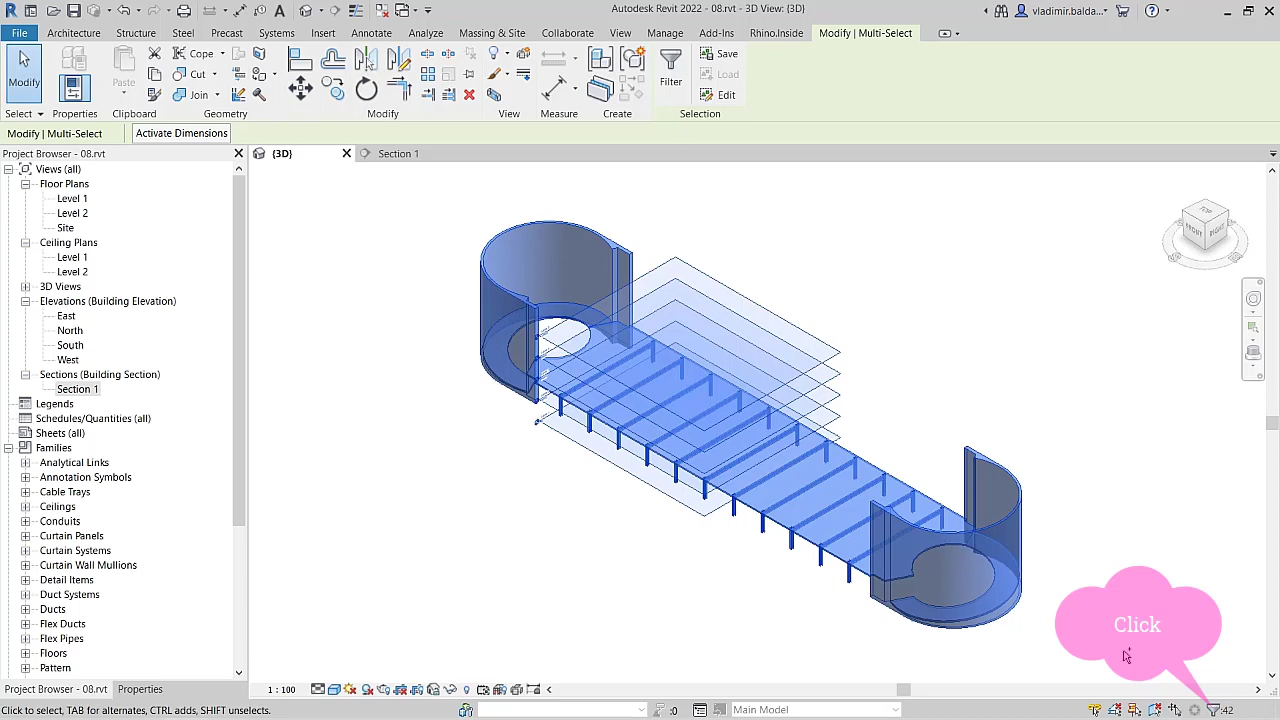 Autodesk Revit 2022 - 08.rvt - 3D View: {3D}
vladimir.balda...
File Architecture Structure Steel Precast Systems Insert Annotate Analyze Massing & Site Collaborate View Manage Add-Ins Rhino.Inside Modify | Multi-Select
Modify
Paste
Cope
Cut
Join
Filter
Save
Load
Edit
Select Properties Clipboard Geometry Modify View Measure Create Selection
Modify | Multi-Select Activate Dimensions
Project Browser - 08.rvt
{3D} Section 1
Views (all)
Floor Plans
Level 1
Level 2
Site
Ceiling Plans
Level 1
Level 2
3D Views
Elevations (Building Elevation)
East
North
South
West
Sections (Building Section)
Section 1
Legends
Schedules/Quantities (all)
Sheets (all)
Families
Analytical Links
Annotation Symbols
Cable Trays
Ceilings
Conduits
Curtain Panels
Curtain Systems
Curtain Wall Mullions
Detail Items
Duct Systems
Ducts
Flex Ducts
Flex Pipes
Floors
Pattern
TOP
FRONT
RIGHT
Click
Project Browser - 08.rvt Properties
1 : 100
Click to select, TAB for alternates, CTRL adds, SHIFT unselects.
:0
Main Model
:42